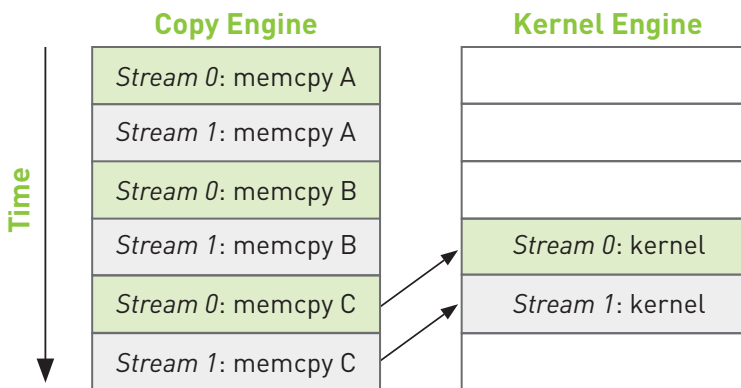 Copy Engine
Kernel Engine
Time
Stream 0: memcpy A
Stream 1: memcpy A
Stream 0: memcpy B
Stream 1: memcpy B
Stream 0: kernel
Stream 0: memcpy C
Stream 1: kernel
Stream 1: memcpy C